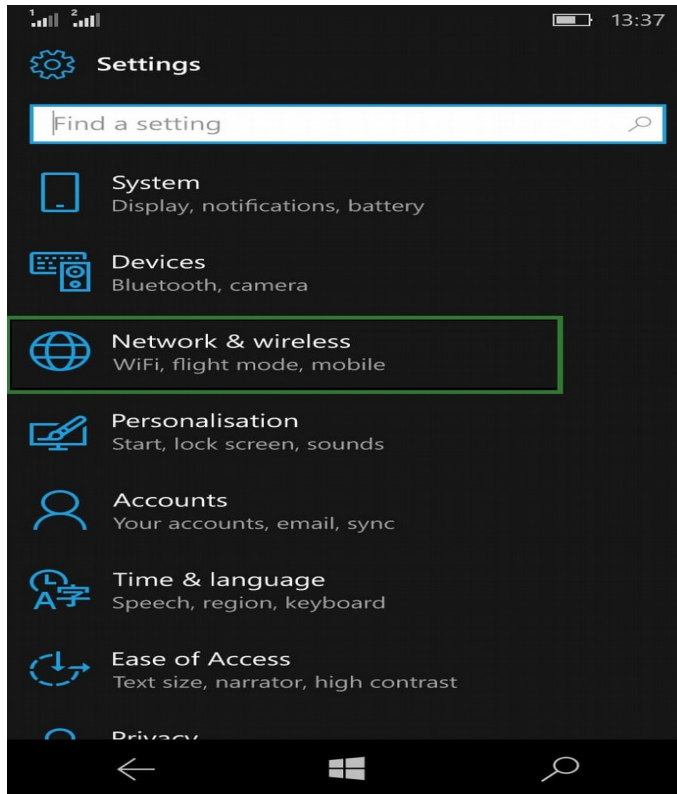 1 2 13:37
Settings
Find a setting
System
Display, notifications, battery
Devices
Bluetooth, camera
Network & wireless
WiFi, flight mode, mobile
Personalisation
Start, lock screen, sounds
Accounts
Your accounts, email, sync
Time & language
A字 Speech, region, keyboard
Ease of Access
Text size, narrator, high contrast
Privacy